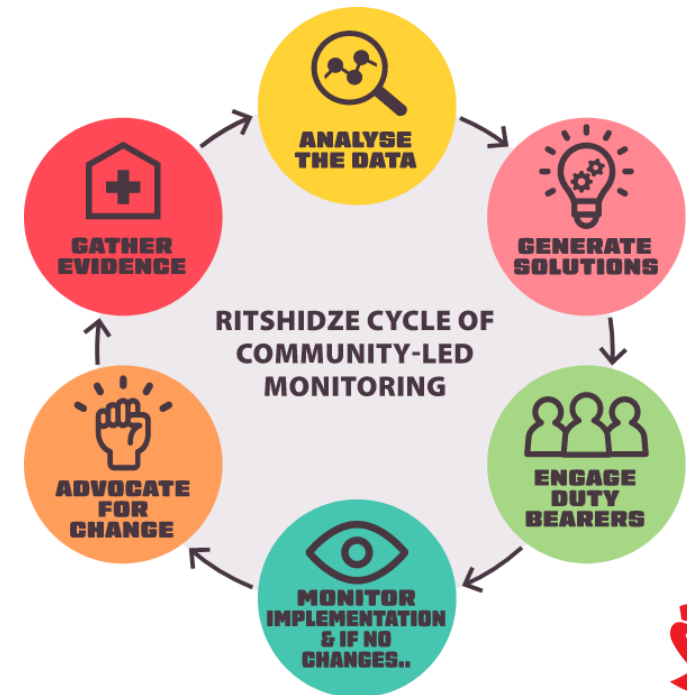 ANALYSE
THE DATA
GATHER
EVIDENCE
GENERATE
SOLUTIONS
RITSHIDZE CYCLE OF
COMMUNITY-LED
MONITORING
ADVOCATE
FOR
CHANGE
ENGAGE
DUTY
BEARERS
MONITOR
IMPLEMENTATION
& IF NO
CHANGES..